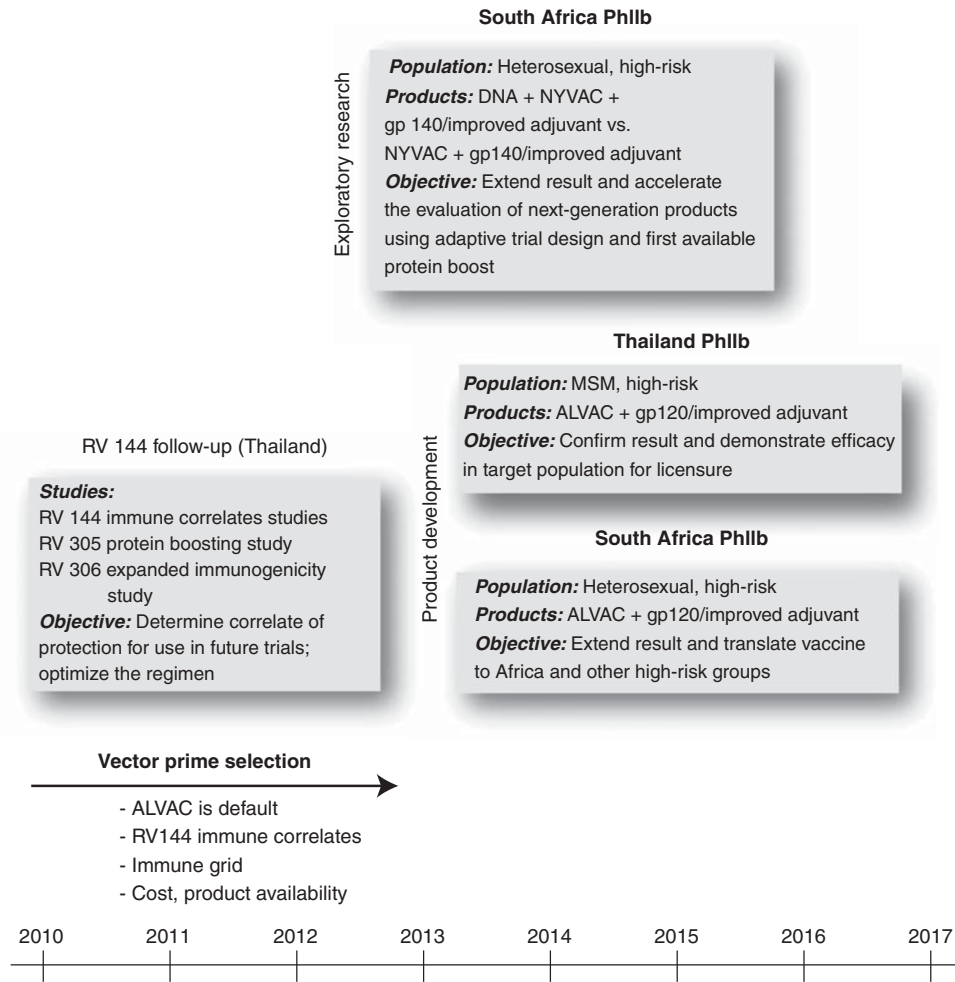 South Africa PhIIb
Exploratory research
Population: Heterosexual, high-risk
Products: DNA + NYVAC +
gp 140/improved adjuvant vs.
NYVAC + gp140/improved adjuvant
Objective: Extend result and accelerate
the evaluation of next-generation products
using adaptive trial design and first available
protein boost
Thailand PhIIb
Product development
Population: MSM, high-risk
Products: ALVAC + gp120/improved adjuvant
Objective: Confirm result and demonstrate efficacy
in target population for licensure
RV 144 follow-up (Thailand)
Studies:
RV 144 immune correlates studies
RV 305 protein boosting study
RV 306 expanded immunogenicity
study
Objective: Determine correlate of
protection for use in future trials;
optimize the regimen
South Africa PhIIb
Population: Heterosexual, high-risk
Products: ALVAC + gp120/improved adjuvant
Objective: Extend result and translate vaccine
to Africa and other high-risk groups
Vector prime selection
- ALVAC is default
- RV144 immune correlates
- Immune grid
- Cost, product availability
2010 2011 2012 2013 2014 2015 2016 2017